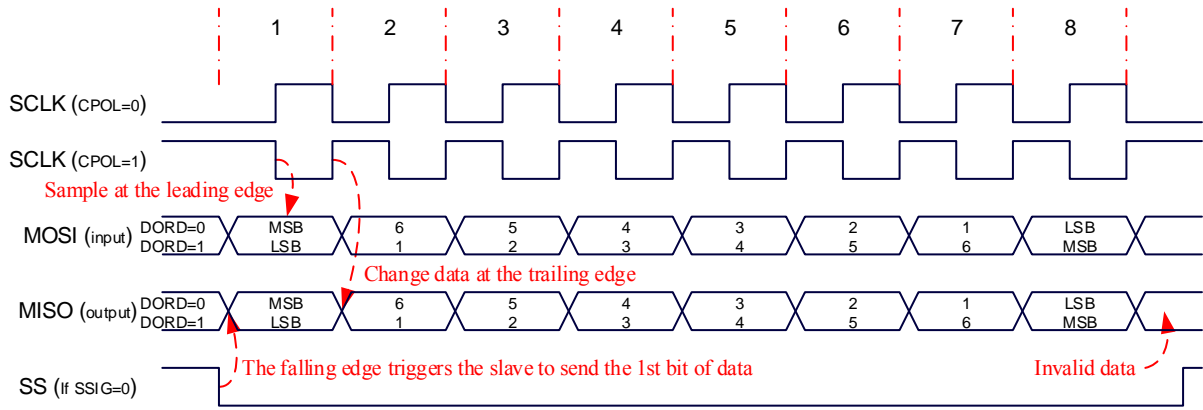 1 2 3 4 5 6 7 8
SCLK (CPOL=0)
SCLK (CPOL=1)
Sample at the leading edge
MOSI (input) DORD=0 MSB 6 5 4 3 2 1 LSB
DORD=1 LSB 1 2 3 4 5 6 MSB
Change data at the trailing edge
MISO (output) DORD=0 MSB 6 5 4 3 2 1 LSB
DORD=1 LSB 1 2 3 4 5 6 MSB
The falling edge triggers the slave to send the 1st bit of data Invalid data
SS (If SSIG=0)